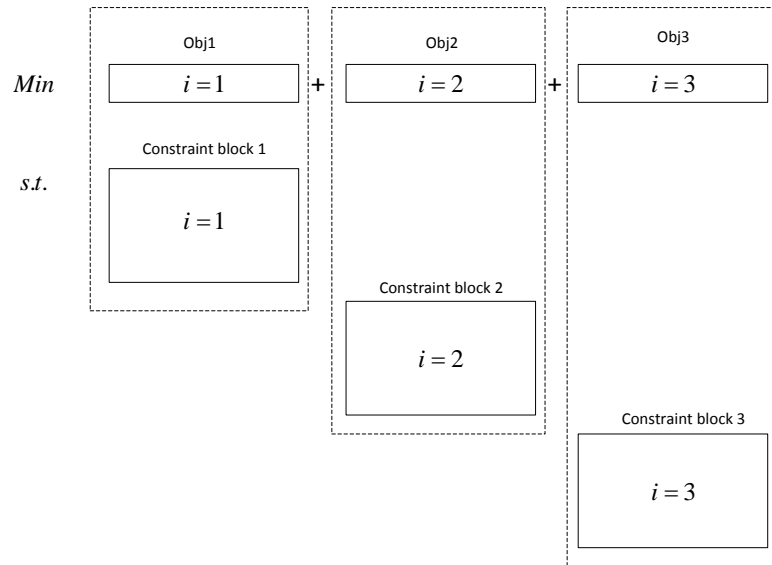 Obj1
Obj2
Obj3
Min
i = 1
+
i = 2
+
i = 3
Constraint block 1
s.t.
i = 1
Constraint block 2
i = 2
Constraint block 3
i = 3